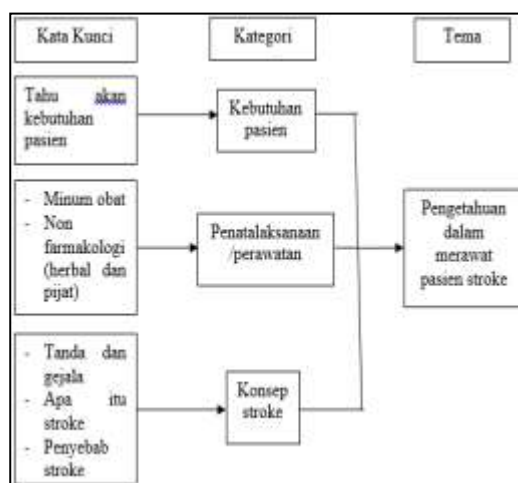 Kata Kunci
Kategori
Tema
Tahu akan
kebutuhan
pasien
Kebutuhan
pasien
- Minum obat
- Non
farmakologi
(herbal dan
pijat)
Penatalaksanaan
/perawatan
Pengetahuan
dalam
merawat
pasien stroke
- Tanda dan
gejala
- Apa itu
stroke
- Penyebab
stroke
Konsep
stroke